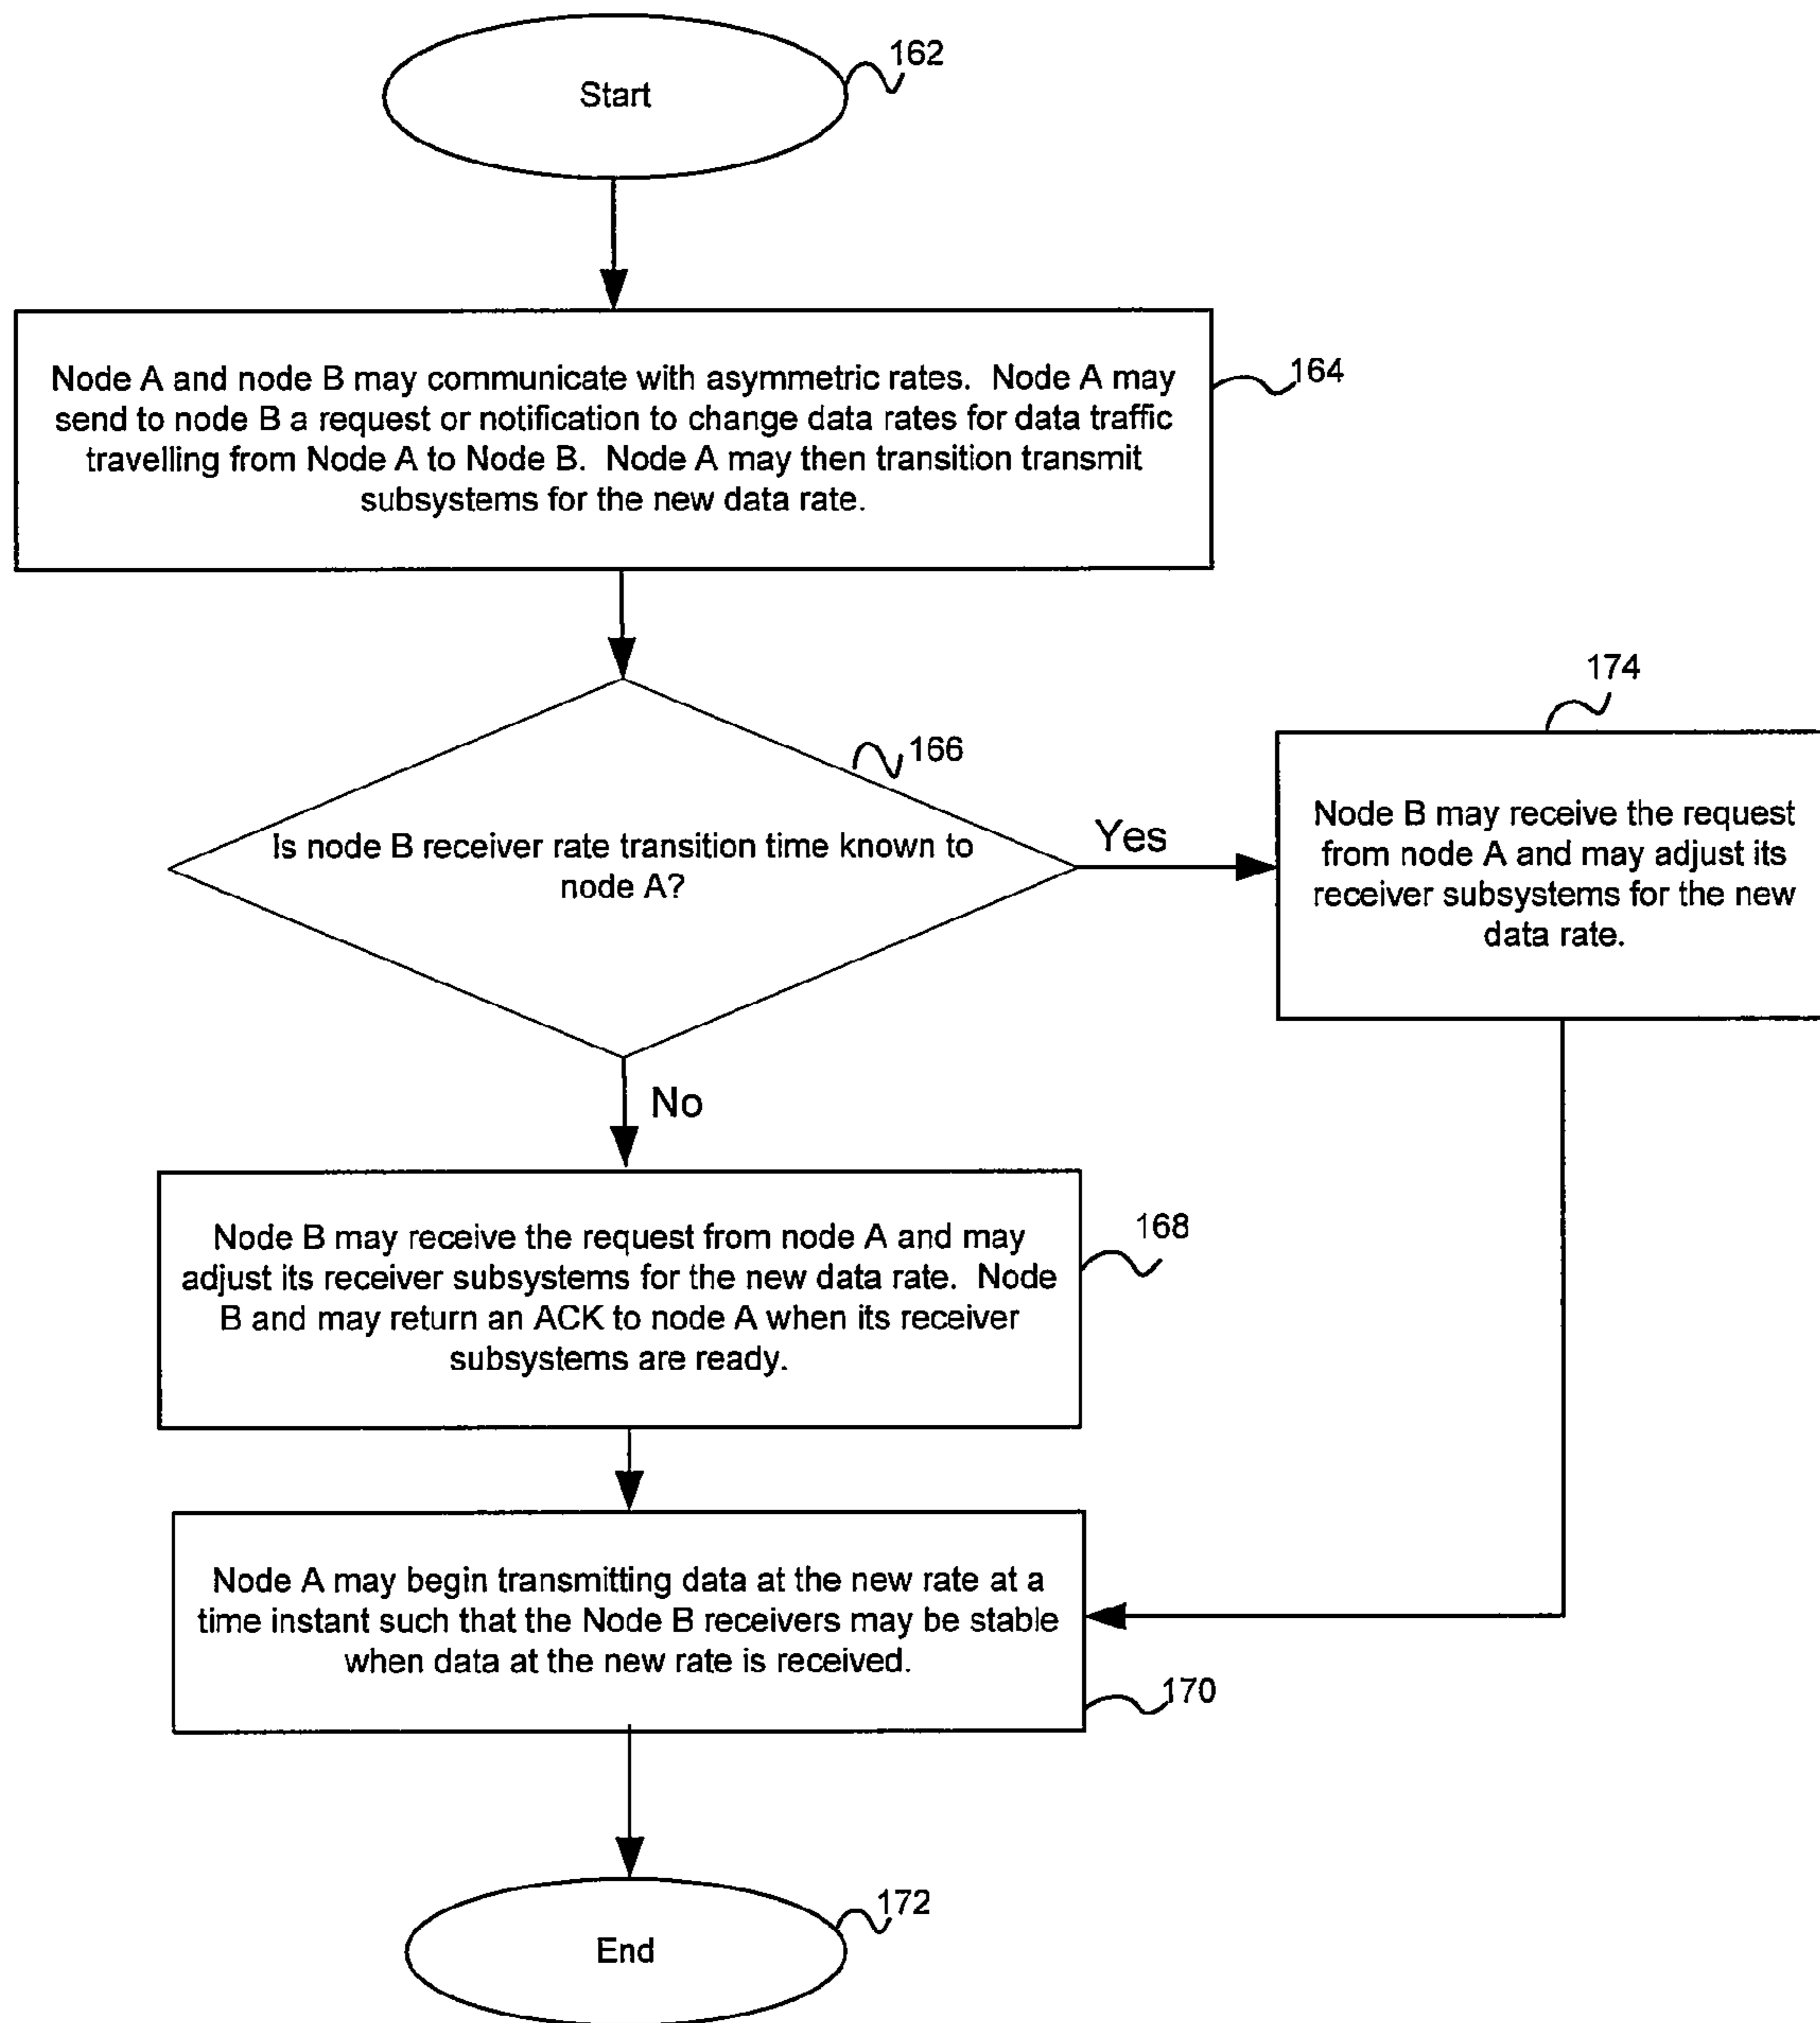 162
Start
164
Node A and node B may communicate with asymmetric rates.  Node A may
send to node B a request or notification to change data rates for data traffic
travelling from Node A to Node B.  Node A may then transition transmit
subsystems for the new data rate.
166
Is node B receiver rate transition time known to
node A?
Yes
174
Node B may receive the request
from node A and may adjust its
receiver subsystems for the new
data rate.
No
168
Node B may receive the request from node A and may
adjust its receiver subsystems for the new data rate.  Node
B and may return an ACK to node A when its receiver
subsystems are ready.
Node A may begin transmitting data at the new rate at a
time instant such that the Node B receivers may be stable
when data at the new rate is received.
170
172
End